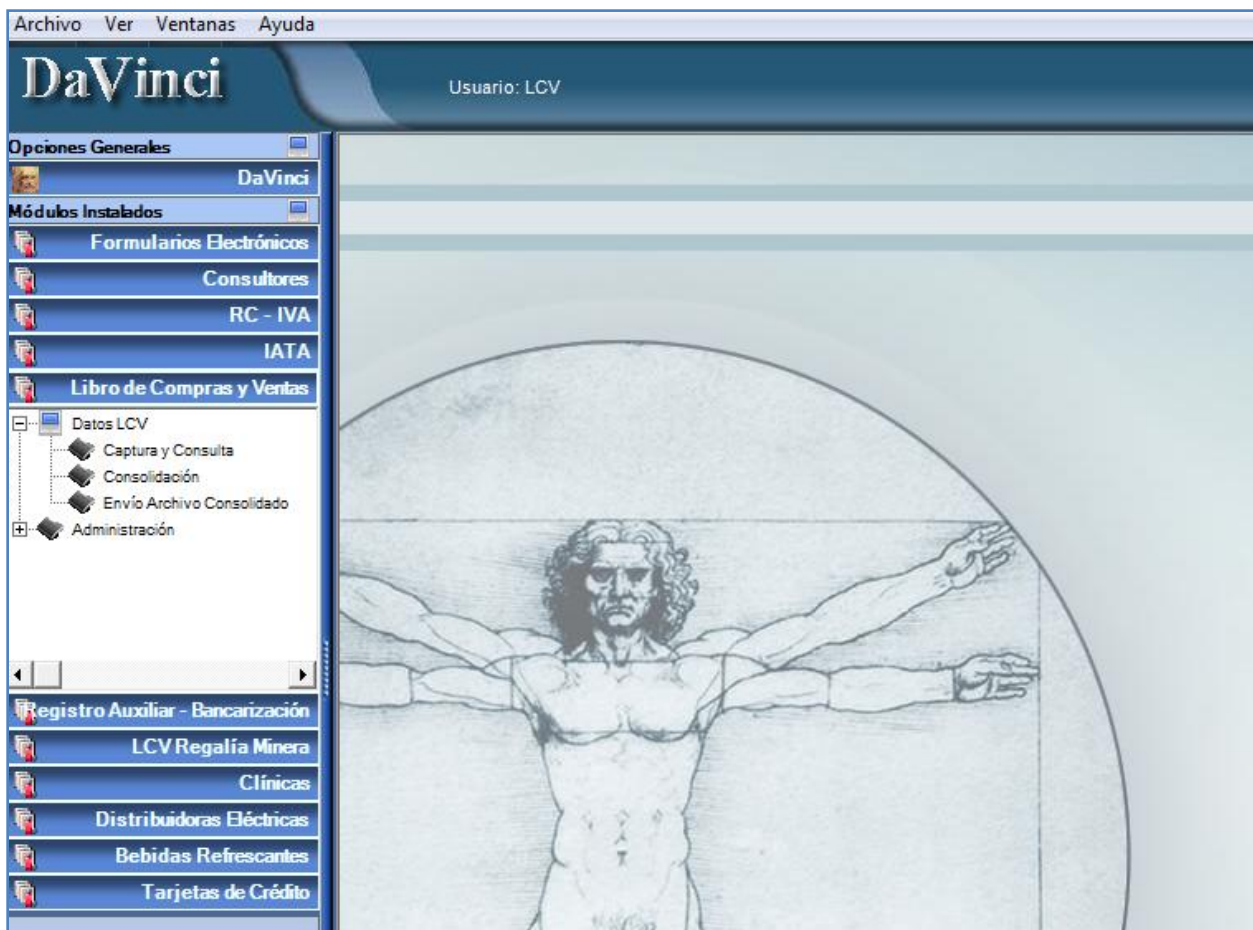 Archivo Ver Ventanas Ayuda
DaVinci
Usuario: LCV
Opciones Generales
DaVinci
Módulos Instalados
Formularios Electrónicos
Consultores
RC - IVA
IATA
Libro de Compras y Ventas
Datos LCV
Captura y Consulta
Consolidación
Envío Archivo Consolidado
Administración
Registro Auxiliar - Bancarización
LCV Regalía Minera
Clínicas
Distribuidoras Eléctricas
Bebidas Refrescantes
Tarjetas de Crédito